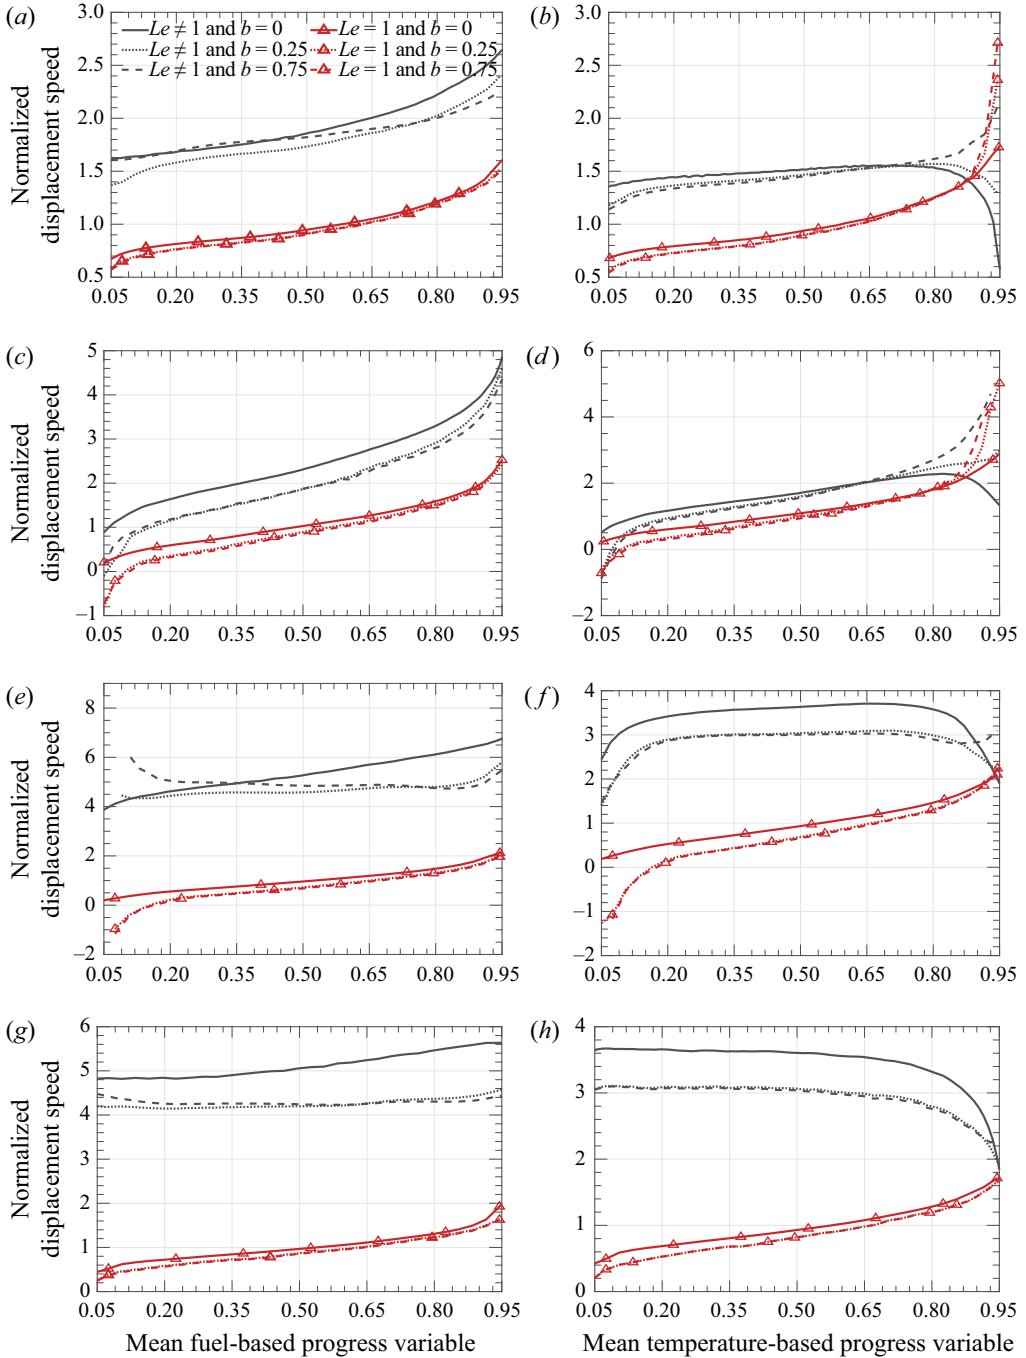 (a)
(b)
Le ≠ 1 and b = 0
Le = 1 and b = 0
Le ≠ 1 and b = 0.25
Le = 1 and b = 0.25
Le ≠ 1 and b = 0.75
Le = 1 and b = 0.75
Normalized
displacement speed
3.0
2.5
2.0
1.5
1.0
0.5
0.05 0.20 0.35 0.50 0.65 0.80 0.95
3.0
2.5
2.0
1.5
1.0
0.5
0.05 0.20 0.35 0.50 0.65 0.80 0.95
(c)
(d)
Normalized
displacement speed
5
4
3
2
1
0
−1
0.05 0.20 0.35 0.50 0.65 0.80 0.95
6
4
2
0
−2
0.05 0.20 0.35 0.50 0.65 0.80 0.95
(e)
(f)
Normalized
displacement speed
8
6
4
2
0
−2
0.05 0.20 0.35 0.50 0.65 0.80 0.95
4
3
2
1
0
−1
−2
0.05 0.20 0.35 0.50 0.65 0.80 0.95
(g)
(h)
Normalized
displacement speed
6
5
4
3
2
1
0
0.05 0.20 0.35 0.50 0.65 0.80 0.95
Mean fuel-based progress variable
4
3
2
1
0
0.05 0.20 0.35 0.50 0.65 0.80 0.95
Mean temperature-based progress variable